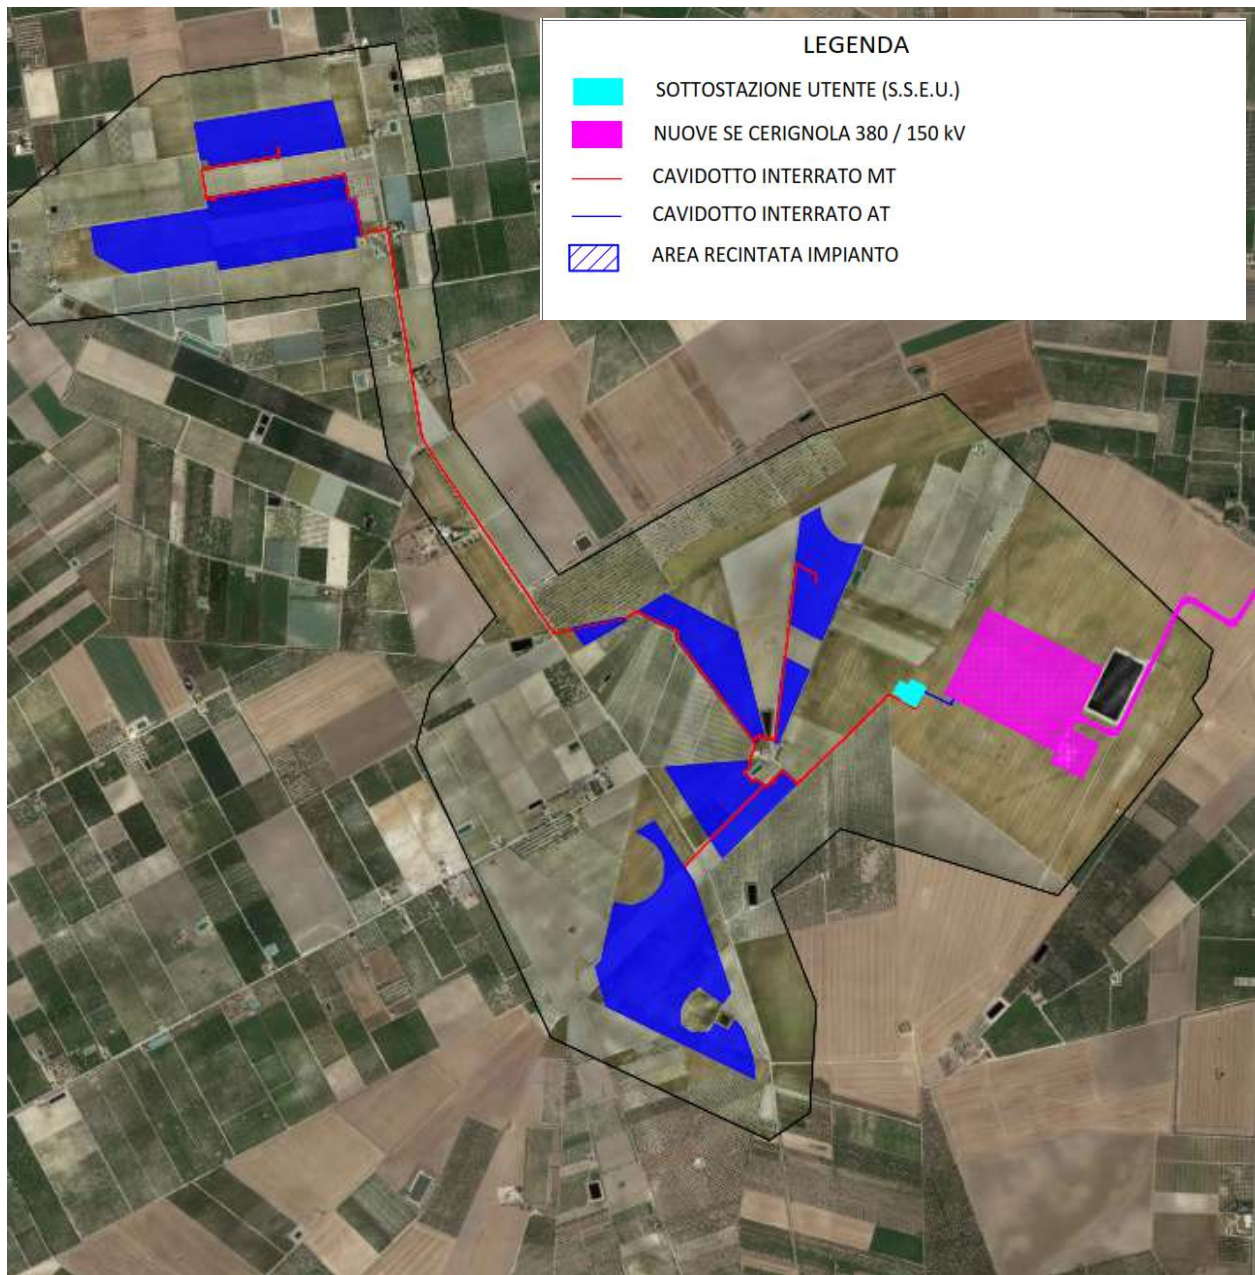 LEGENDA
SOTTOSTAZIONE UTENTE (S.S.E.U.)
NUOVE SE CERIGNOLA 380 / 150 kV
CAVIDOTTO INTERRATO MT
CAVIDOTTO INTERRATO AT
AREA RECINTATA IMPIANTO